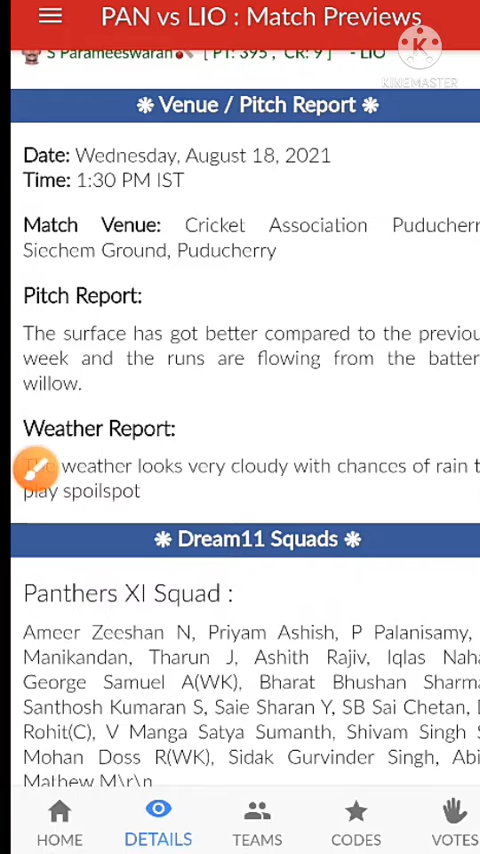 PAN vs LIO : Match Previews
KINEMASTER
S Parameeswaran [ PT: 395 , CR: 9 ] - LIO
❋ Venue / Pitch Report ❋
Date: Wednesday, August 18, 2021
Time: 1:30 PM IST
Match Venue: Cricket Association Puducherr
Siechem Ground, Puducherry
Pitch Report:
The surface has got better compared to the previou
week and the runs are flowing from the batter
willow.
Weather Report:
weather looks very cloudy with chances of rain t
play spoilspot
❋ Dream11 Squads ❋
Panthers XI Squad :
Ameer Zeeshan N, Priyam Ashish, P Palanisamy,
Manikandan, Tharun J, Ashith Rajiv, Iqlas Naha
George Samuel A(WK), Bharat Bhushan Sharma
Santhosh Kumaran S, Saie Sharan Y, SB Sai Chetan,
Rohit(C), V Manga Satya Sumanth, Shivam Singh S
Mohan Doss R(WK), Sidak Gurvinder Singh, Abi
Mathew M\r\n
HOME
DETAILS
TEAMS
CODES
VOTES